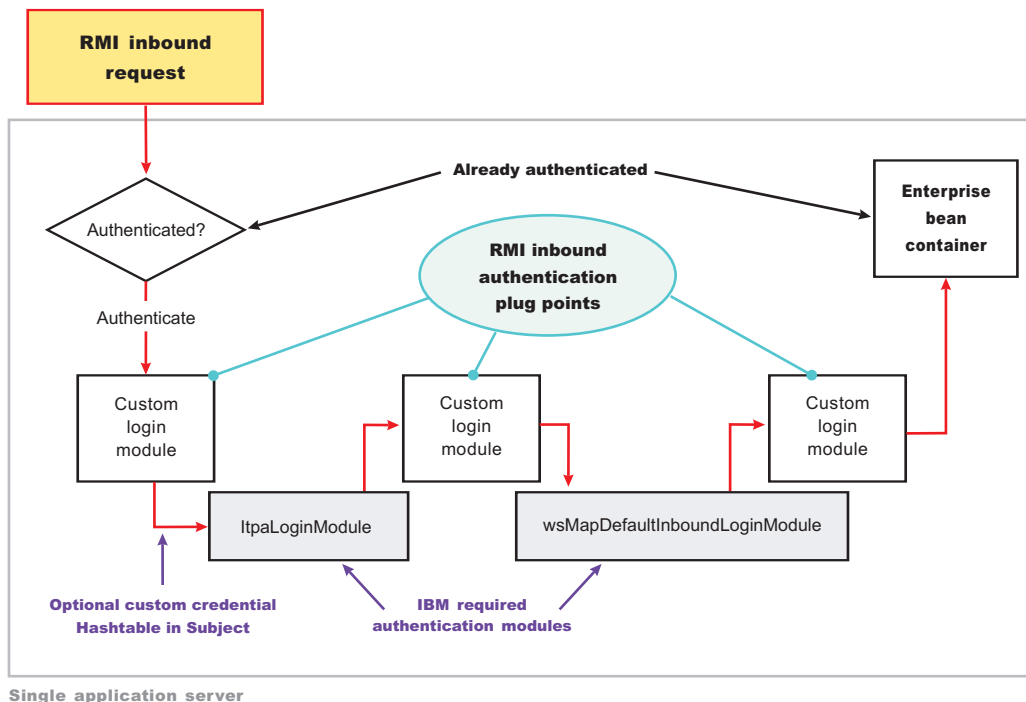 RMI inbound
request
Already authenticated
Authenticated?
Enterprise
bean
container
RMI inbound
authentication
plug points
Authenticate
Custom
login
module
Custom
login
module
Custom
login
module
ltpaLoginModule
wsMapDefaultInboundLoginModule
Optional custom credential
Hashtable in Subject
IBM required
authentication modules
Single application server